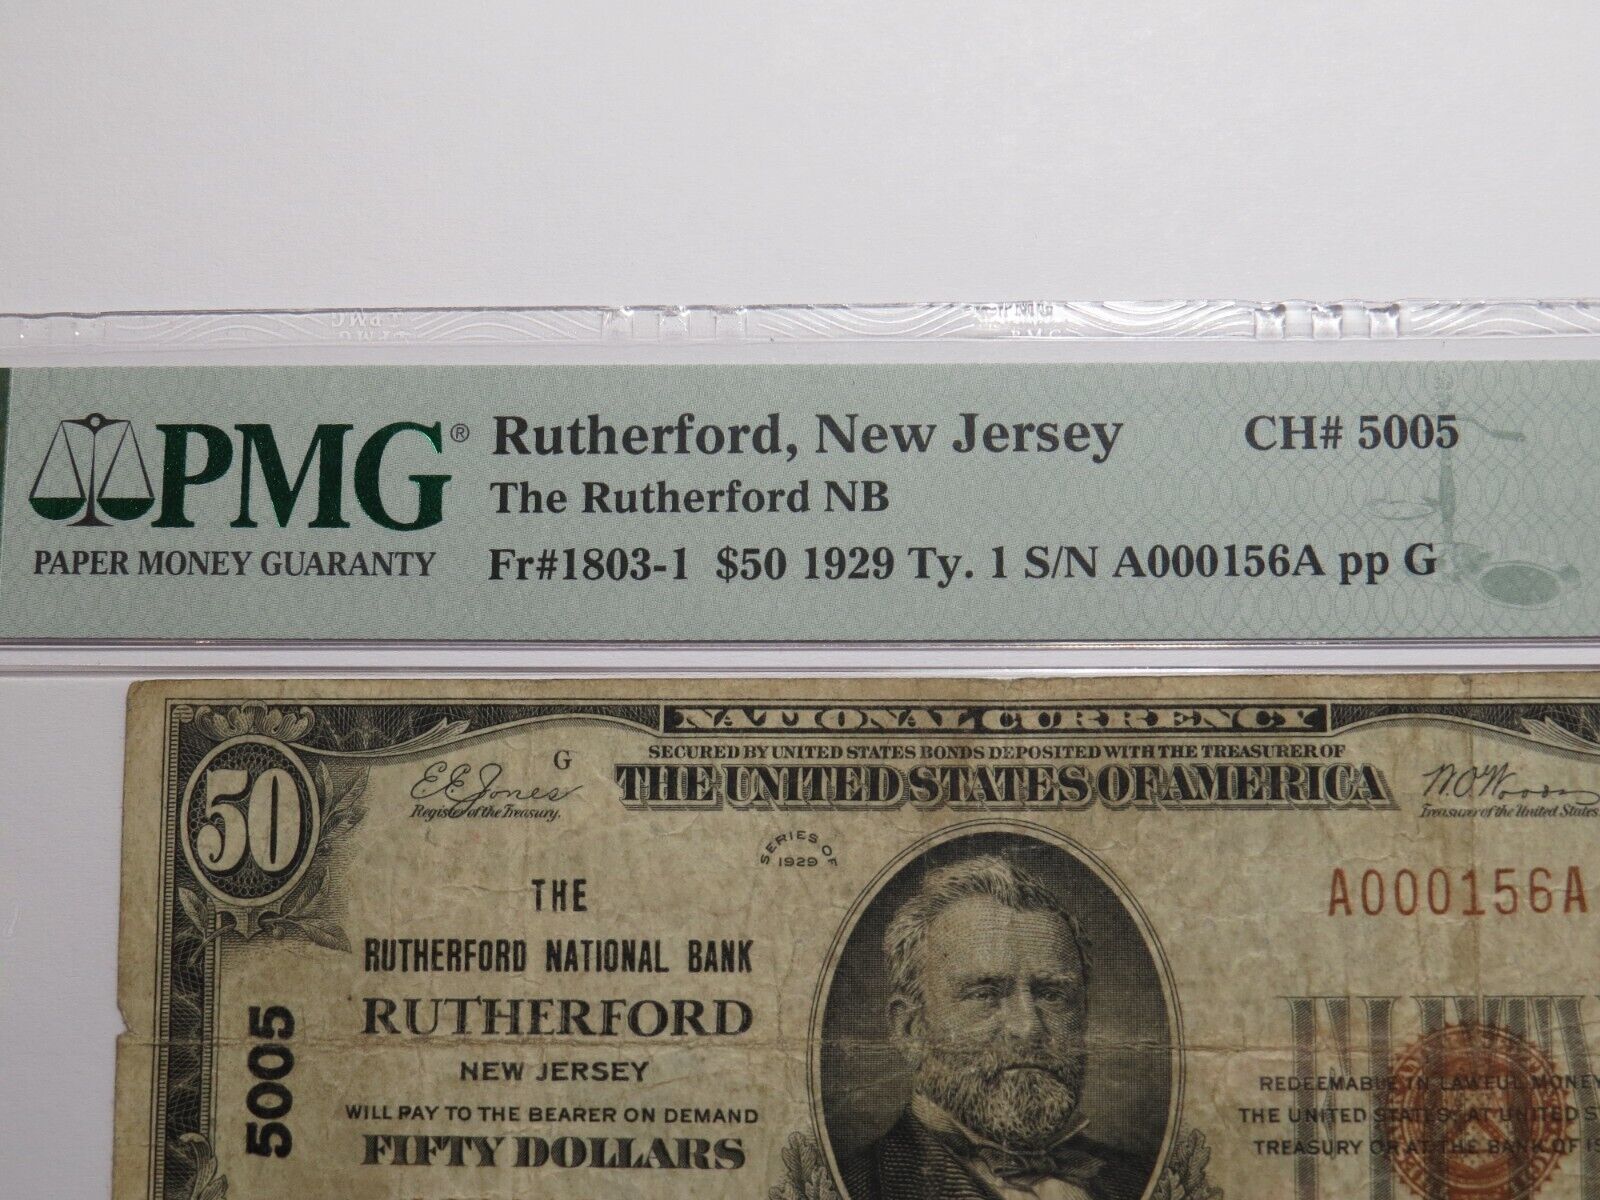 PMG® Rutherford, New Jersey CH# 5005
The Rutherford NB
PAPER MONEY GUARANTY Fr#1803-1 $50 1929 Ty. 1 S/N A000156A pp G
NATIONAL CURRENCY
SECURED BY UNITED STATES BONDS DEPOSITED WITH THE TREASURER OF
THE UNITED STATES OF AMERICA
50
E E Jones
G
Register of the Treasury.
W.O. Woods
Treasurer of the United States
SERIES OF
1929
A000156A
THE
RUTHERFORD NATIONAL BANK
RUTHERFORD
NEW JERSEY
WILL PAY TO THE BEARER ON DEMAND
FIFTY DOLLARS
5005
REDEEMABLE IN LAWFUL MONEY
THE UNITED STATES AT UNITED
TREASURY OR AT THE BANK OF